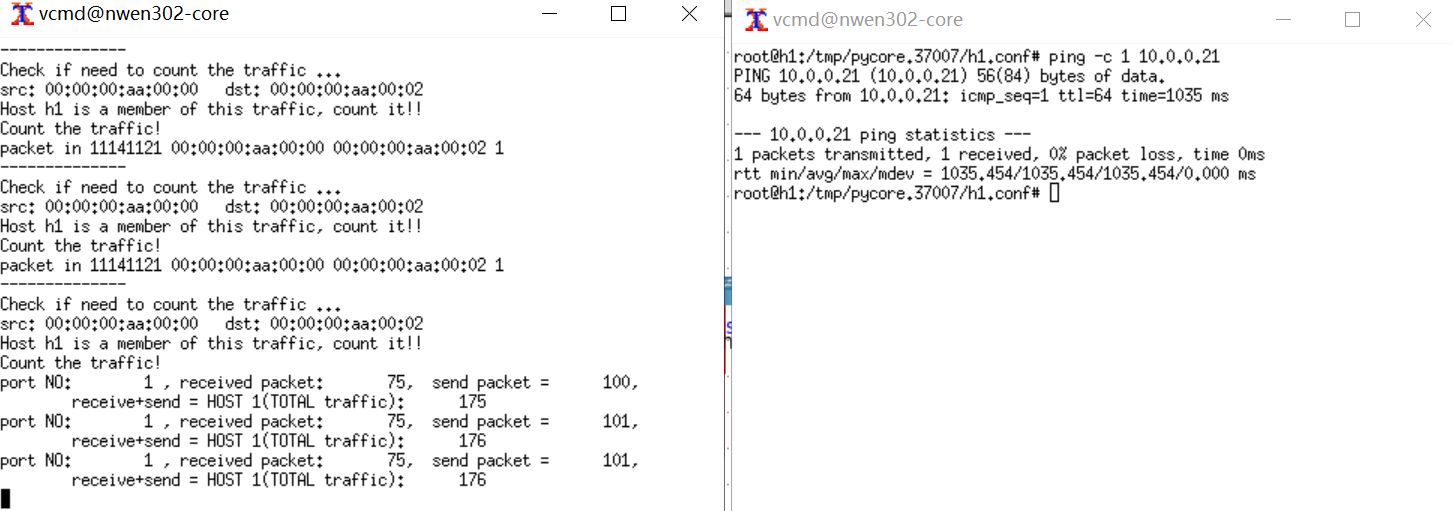 vcmd@nwen302-core
--------------
Check if need to count the traffic ...
src: 00:00:00:aa:00:00   dst: 00:00:00:aa:00:02
Host h1 is a member of this traffic, count it!!
Count the traffic!
packet in 11141121 00:00:00:aa:00:00 00:00:00:aa:00:02 1
--------------
Check if need to count the traffic ...
src: 00:00:00:aa:00:00   dst: 00:00:00:aa:00:02
Host h1 is a member of this traffic, count it!!
Count the traffic!
packet in 11141121 00:00:00:aa:00:00 00:00:00:aa:00:02 1
--------------
Check if need to count the traffic ...
src: 00:00:00:aa:00:00   dst: 00:00:00:aa:00:02
Host h1 is a member of this traffic, count it!!
Count the traffic!
port NO:        1 , received packet:       75,  send packet =      100,
        receive+send = HOST 1(TOTAL traffic):      175
port NO:        1 , received packet:       75,  send packet =      101,
        receive+send = HOST 1(TOTAL traffic):      176
port NO:        1 , received packet:       75,  send packet =      101,
        receive+send = HOST 1(TOTAL traffic):      176
vcmd@nwen302-core
root@h1:/tmp/pycore.37007/h1.conf# ping -c 1 10.0.0.21
PING 10.0.0.21 (10.0.0.21) 56(84) bytes of data.
64 bytes from 10.0.0.21: icmp_seq=1 ttl=64 time=1035 ms

--- 10.0.0.21 ping statistics ---
1 packets transmitted, 1 received, 0% packet loss, time 0ms
rtt min/avg/max/mdev = 1035.454/1035.454/1035.454/0.000 ms
root@h1:/tmp/pycore.37007/h1.conf#